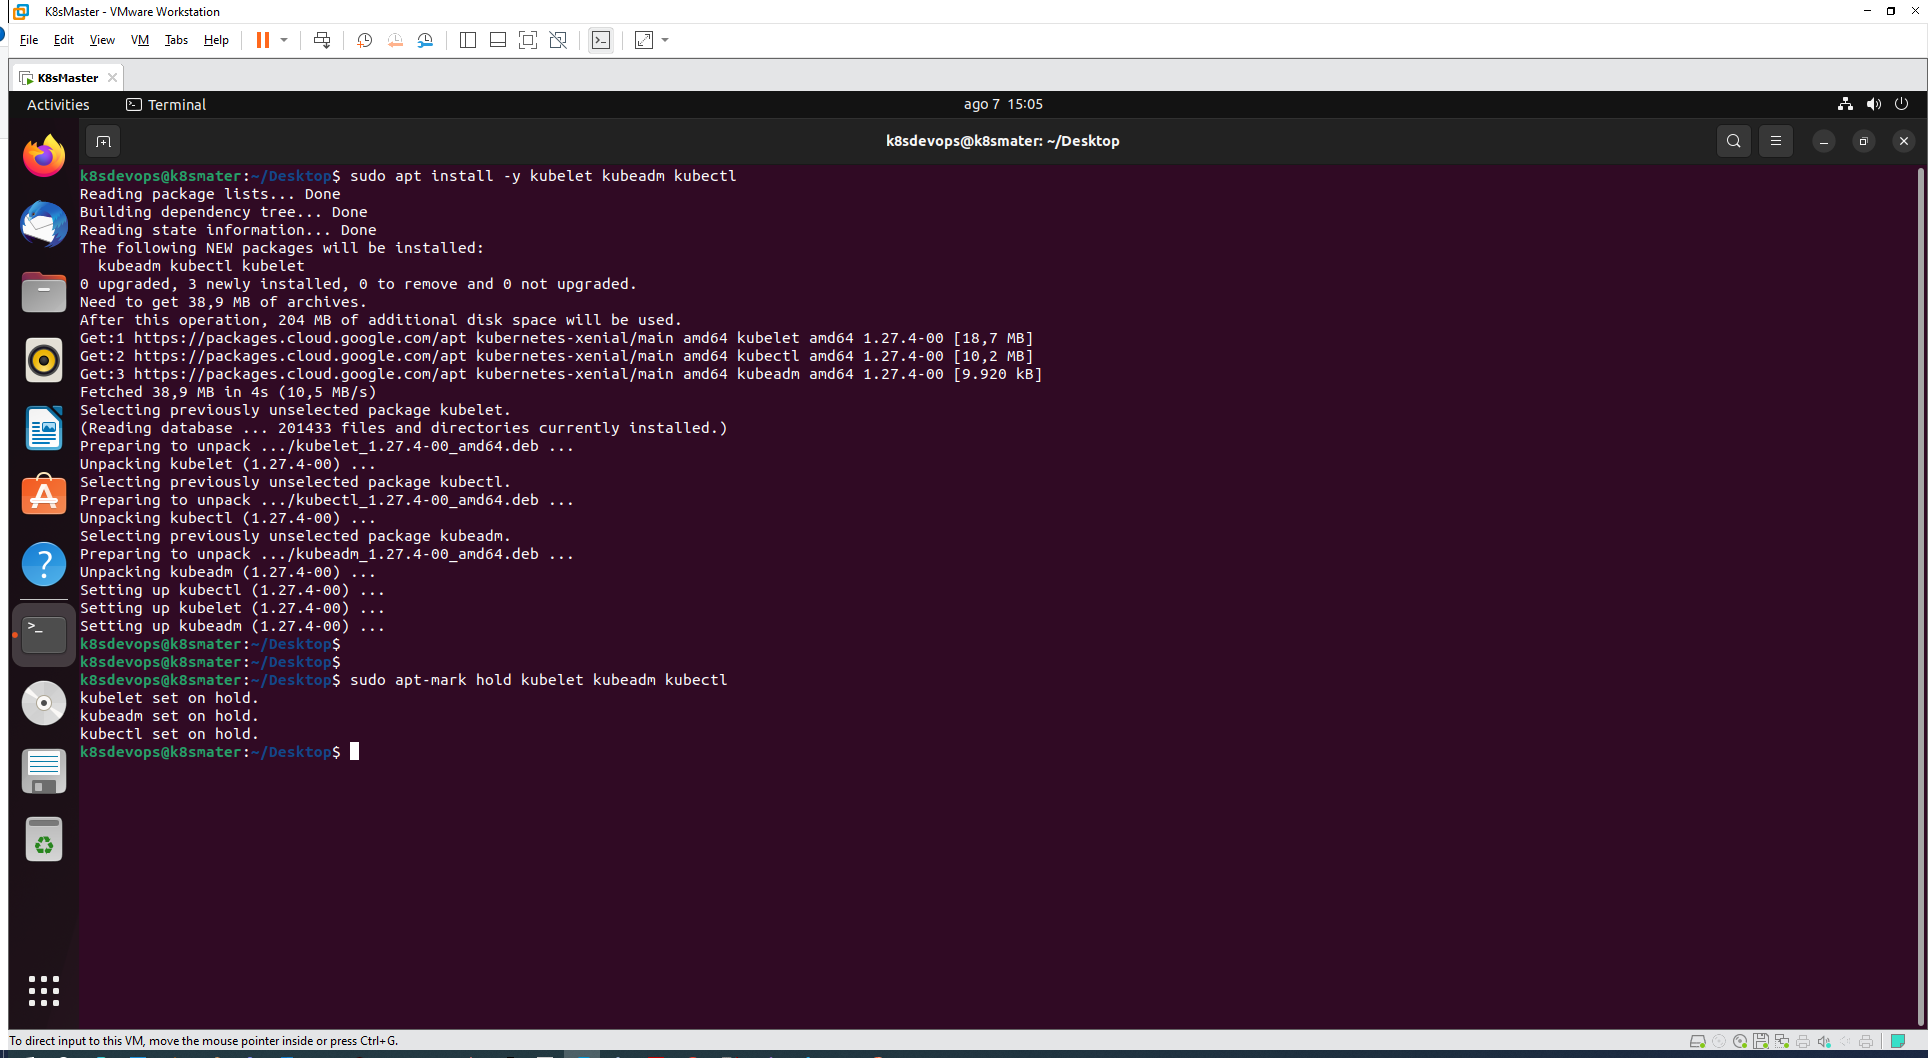 K8sMaster - VMware Workstation
File Edit View VM Tabs Help
K8sMaster
Activities Terminal ago 7 15:05
k8sdevops@k8smater: ~/Desktop
k8sdevops@k8smater:~/Desktop$ sudo apt install -y kubelet kubeadm kubectl
Reading package lists... Done
Building dependency tree... Done
Reading state information... Done
The following NEW packages will be installed:
  kubeadm kubectl kubelet
0 upgraded, 3 newly installed, 0 to remove and 0 not upgraded.
Need to get 38,9 MB of archives.
After this operation, 204 MB of additional disk space will be used.
Get:1 https://packages.cloud.google.com/apt kubernetes-xenial/main amd64 kubelet amd64 1.27.4-00 [18,7 MB]
Get:2 https://packages.cloud.google.com/apt kubernetes-xenial/main amd64 kubectl amd64 1.27.4-00 [10,2 MB]
Get:3 https://packages.cloud.google.com/apt kubernetes-xenial/main amd64 kubeadm amd64 1.27.4-00 [9.920 kB]
Fetched 38,9 MB in 4s (10,5 MB/s)
Selecting previously unselected package kubelet.
(Reading database ... 201433 files and directories currently installed.)
Preparing to unpack .../kubelet_1.27.4-00_amd64.deb ...
Unpacking kubelet (1.27.4-00) ...
Selecting previously unselected package kubectl.
Preparing to unpack .../kubectl_1.27.4-00_amd64.deb ...
Unpacking kubectl (1.27.4-00) ...
Selecting previously unselected package kubeadm.
Preparing to unpack .../kubeadm_1.27.4-00_amd64.deb ...
Unpacking kubeadm (1.27.4-00) ...
Setting up kubectl (1.27.4-00) ...
Setting up kubelet (1.27.4-00) ...
Setting up kubeadm (1.27.4-00) ...
k8sdevops@k8smater:~/Desktop$
k8sdevops@k8smater:~/Desktop$
k8sdevops@k8smater:~/Desktop$ sudo apt-mark hold kubelet kubeadm kubectl
kubelet set on hold.
kubeadm set on hold.
kubectl set on hold.
k8sdevops@k8smater:~/Desktop$
To direct input to this VM, move the mouse pointer inside or press Ctrl+G.